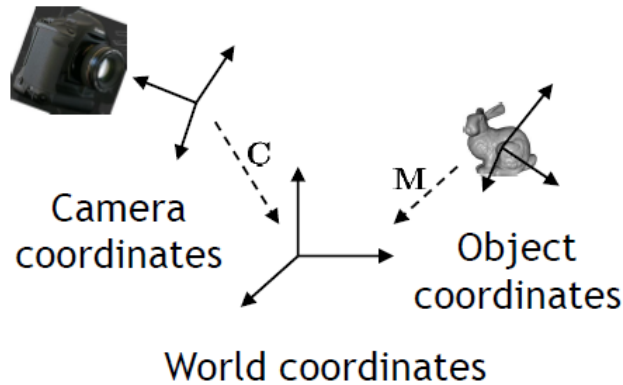 C
M
Camera
coordinates
Object
coordinates
World coordinates